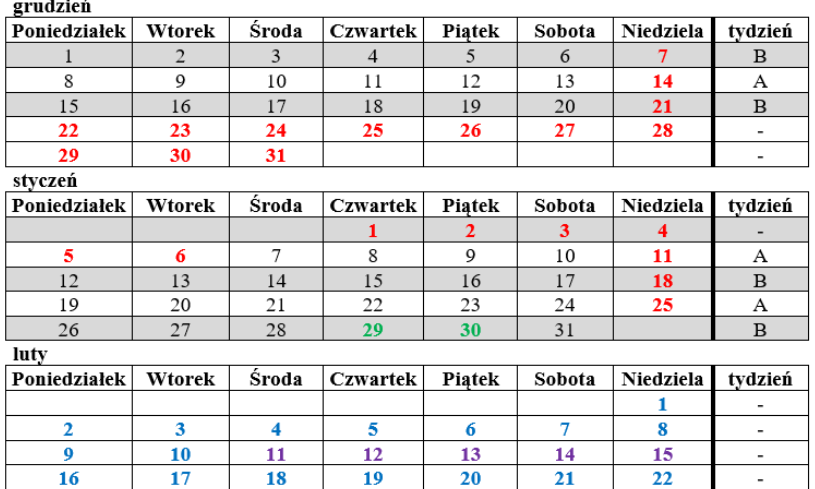 grudzień
Poniedziałek Wtorek Środa Czwartek Piątek Sobota Niedziela tydzień
1 2 3 4 5 6 7 B
8 9 10 11 12 13 14 A
15 16 17 18 19 20 21 B
22 23 24 25 26 27 28 -
29 30 31 -
styczeń
Poniedziałek Wtorek Środa Czwartek Piątek Sobota Niedziela tydzień
1 2 3 4 -
5 6 7 8 9 10 11 A
12 13 14 15 16 17 18 B
19 20 21 22 23 24 25 A
26 27 28 29 30 31 B
luty
Poniedziałek Wtorek Środa Czwartek Piątek Sobota Niedziela tydzień
1 -
2 3 4 5 6 7 8 -
9 10 11 12 13 14 15 -
16 17 18 19 20 21 22 -